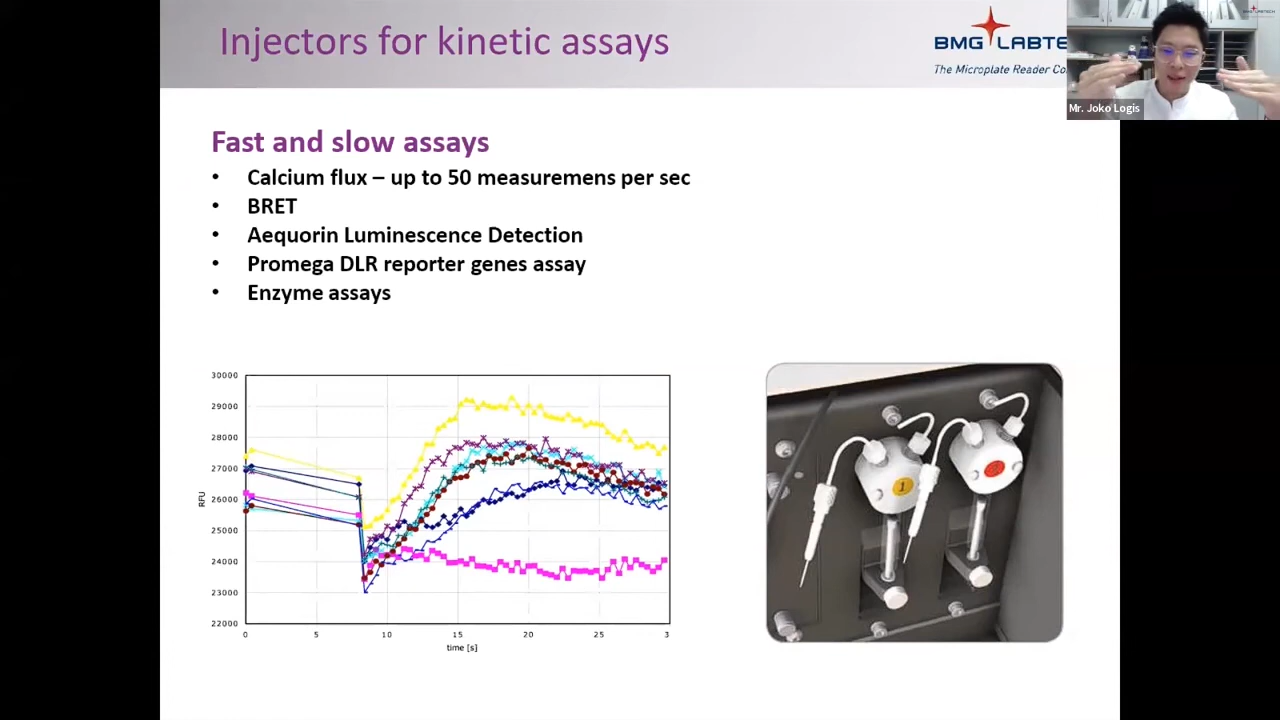 Injectors for kinetic assays
BMG LABTE
The Microplate Reader Co
Mr. Joko Logis
Fast and slow assays
• Calcium flux – up to 50 measuremens per sec
• BRET
• Aequorin Luminescence Detection
• Promega DLR reporter genes assay
• Enzyme assays
30000
29000
28000
27000
26000
25000
24000
23000
22000
RFU
0 5 10 15 20 25 3
time [s]
1